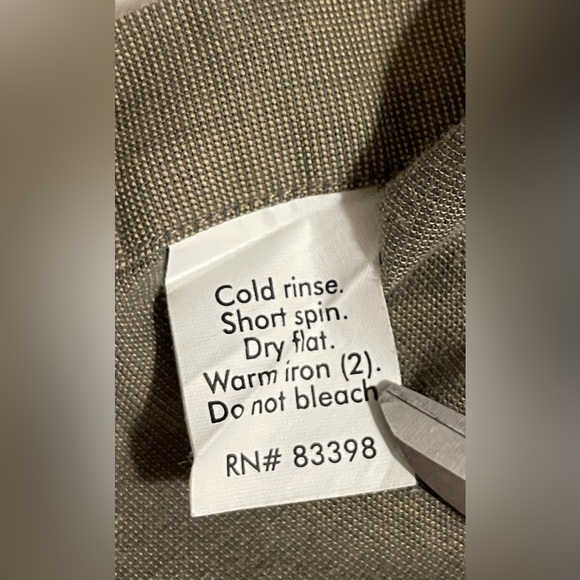 Cold rinse.
Short spin.
Dry flat.
Warm iron (2).
Do not bleach
RN# 83398